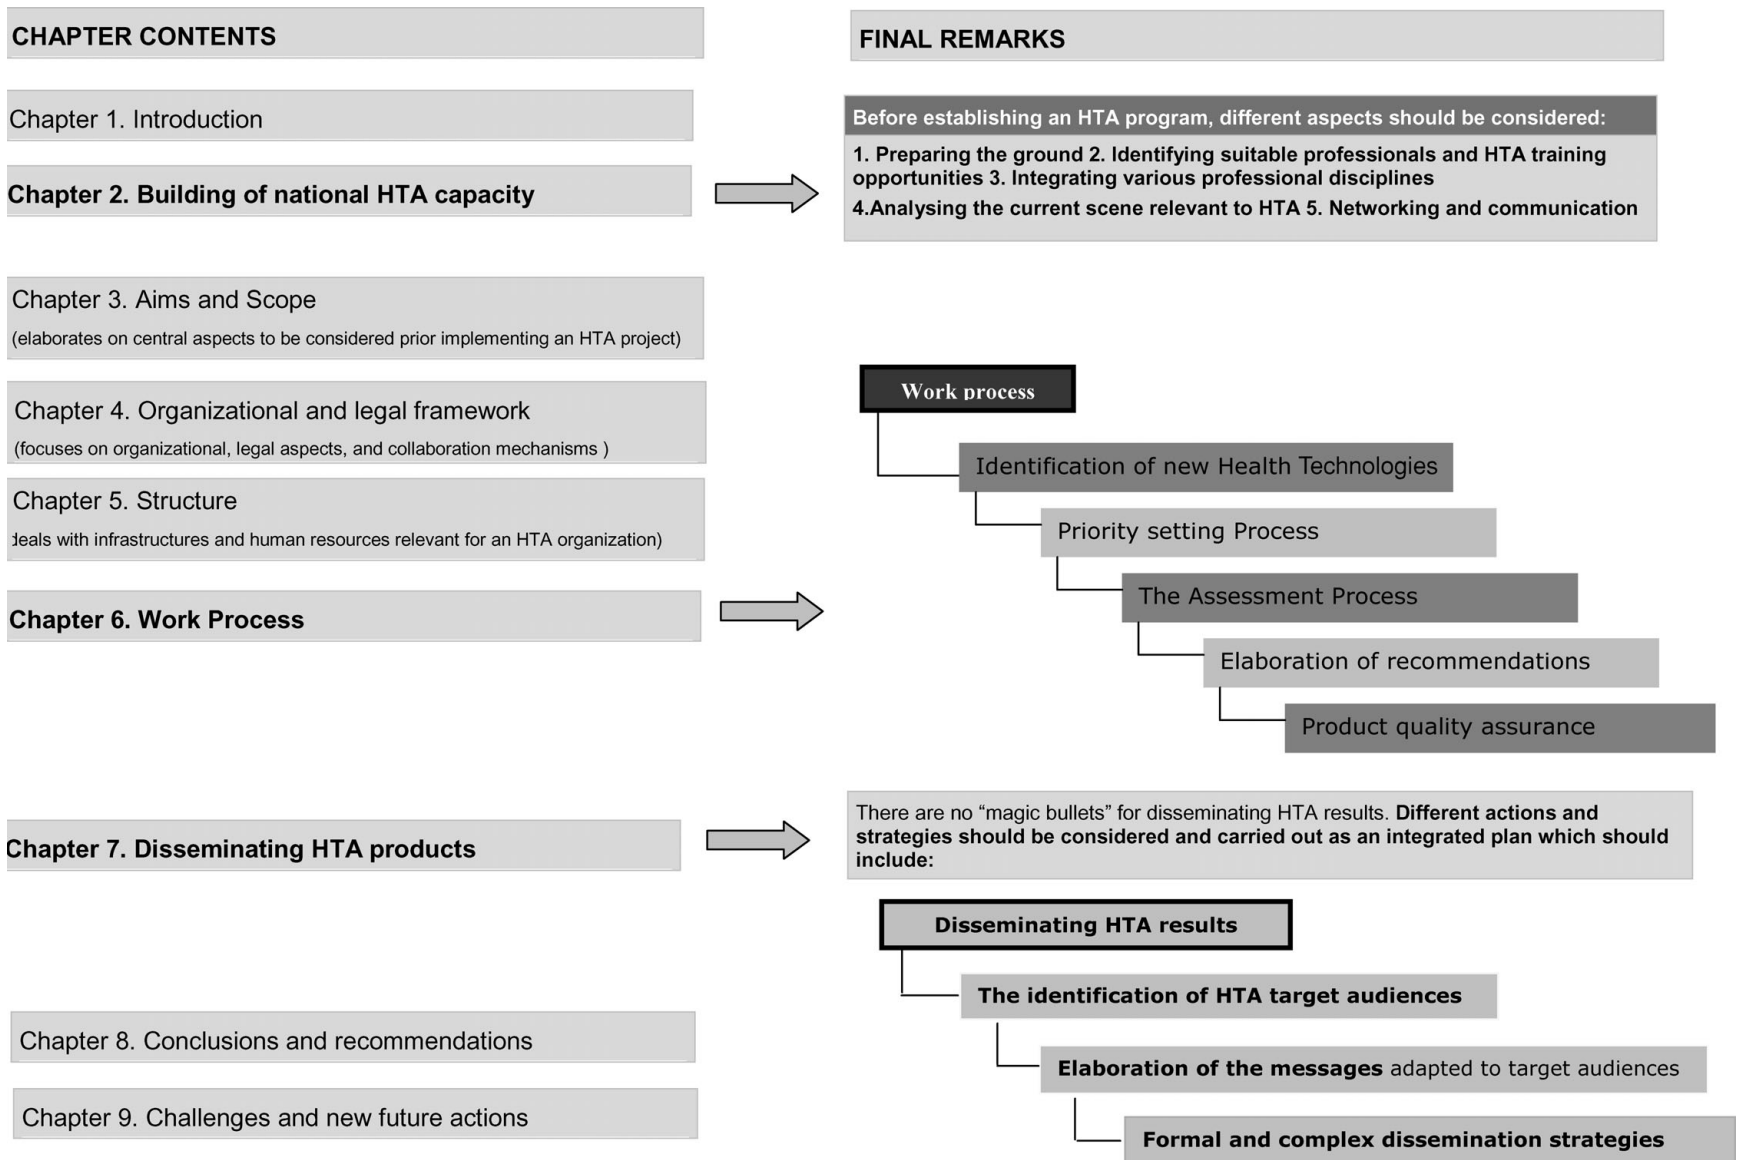 CHAPTER CONTENTS
Chapter 1. Introduction
Chapter 2. Building of national HTA capacity
Chapter 3. Aims and Scope
(elaborates on central aspects to be considered prior implementing an HTA project)
Chapter 4. Organizational and legal framework
(focuses on organizational, legal aspects, and collaboration mechanisms )
Chapter 5. Structure
deals with infrastructures and human resources relevant for an HTA organization)
Chapter 6. Work Process
Chapter 7. Disseminating HTA products
Chapter 8. Conclusions and recommendations
Chapter 9. Challenges and new future actions
FINAL REMARKS
Before establishing an HTA program, different aspects should be considered:
1. Preparing the ground 2. Identifying suitable professionals and HTA training
opportunities 3. Integrating various professional disciplines
4.Analysing the current scene relevant to HTA 5. Networking and communication
Work process
Identification of new Health Technologies
Priority setting Process
The Assessment Process
Elaboration of recommendations
Product quality assurance
There are no “magic bullets” for disseminating HTA results. Different actions and
strategies should be considered and carried out as an integrated plan which should
include:
Disseminating HTA results
The identification of HTA target audiences
Elaboration of the messages adapted to target audiences
Formal and complex dissemination strategies